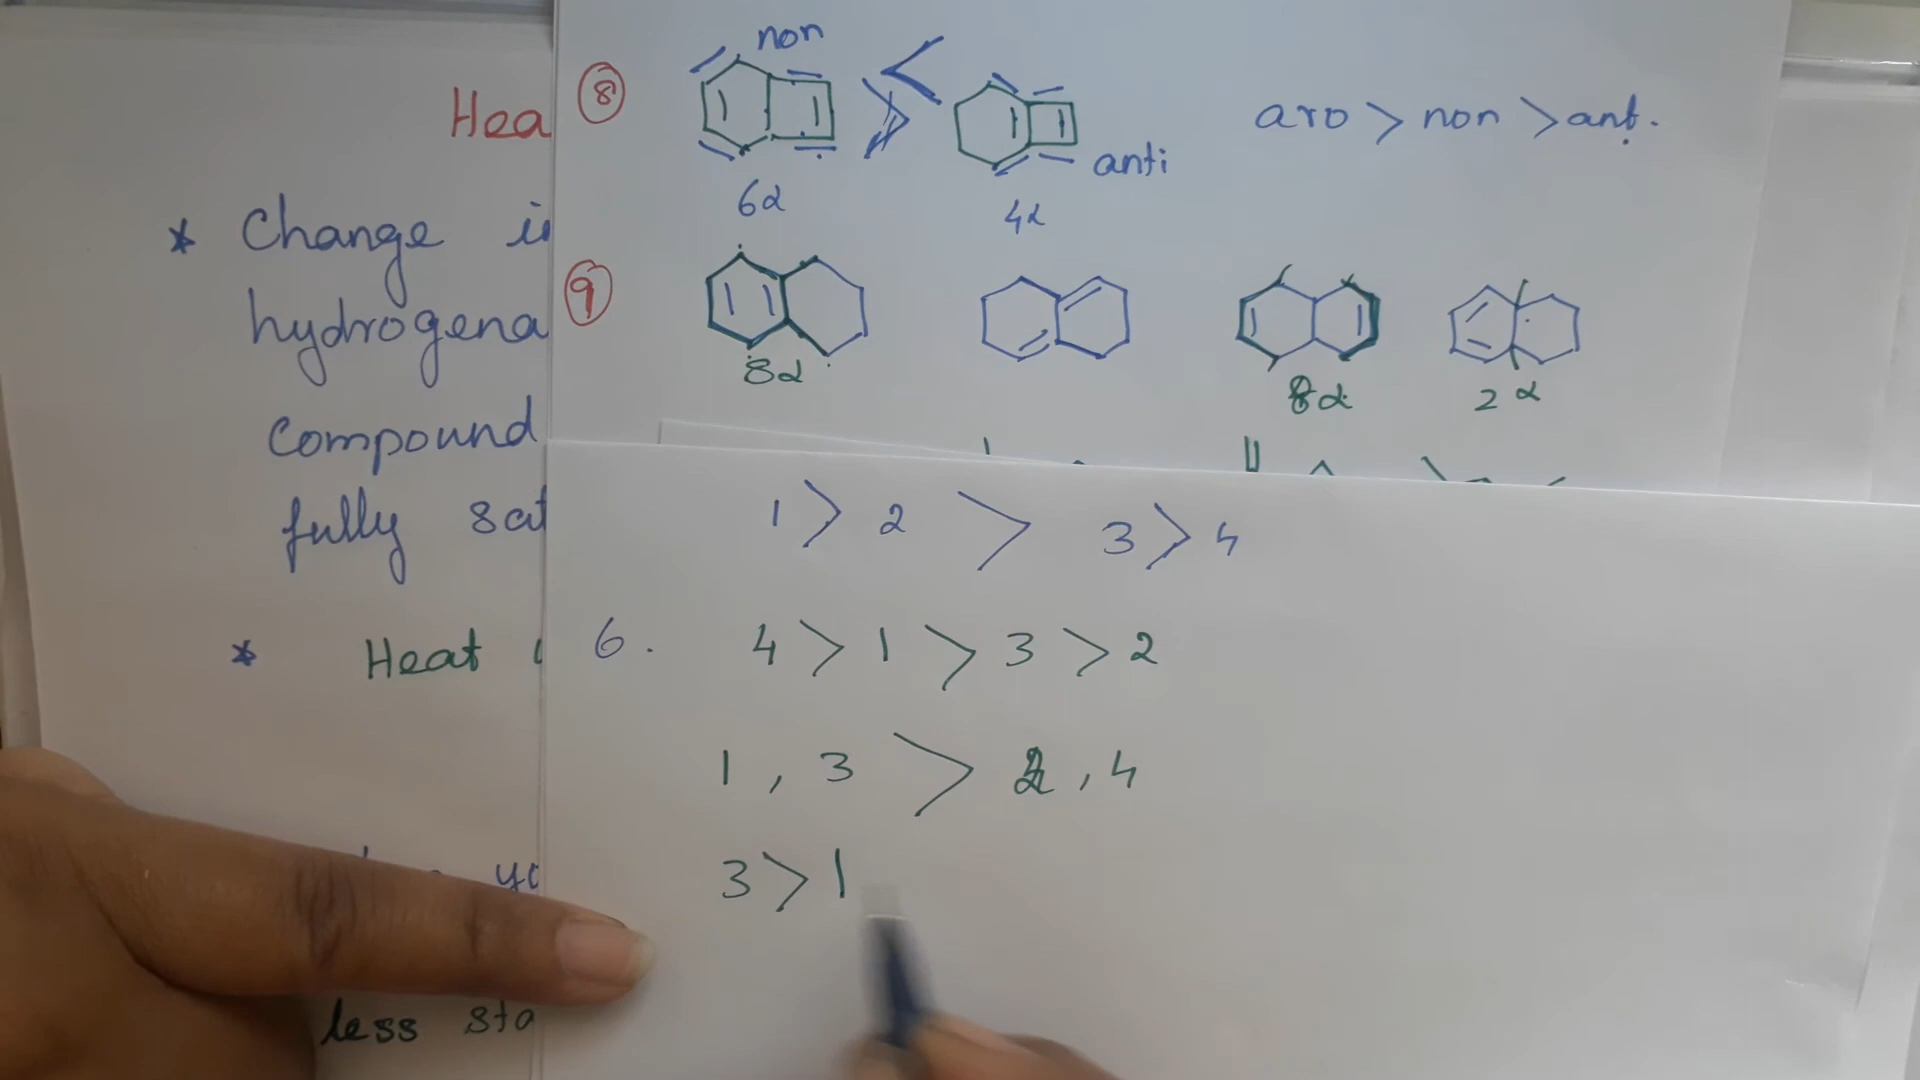 Hea
* Change i
hydrogena
Compound
fully sat
* Heat
yo
less sta
⑧ non < aro > non > ant.
anti
6α 4α
⑨
8α 8α 2α
1 > 2 > 3 > 4
6. 4 > 1 > 3 > 2
1 , 3 > 2 , 4
3 > 1